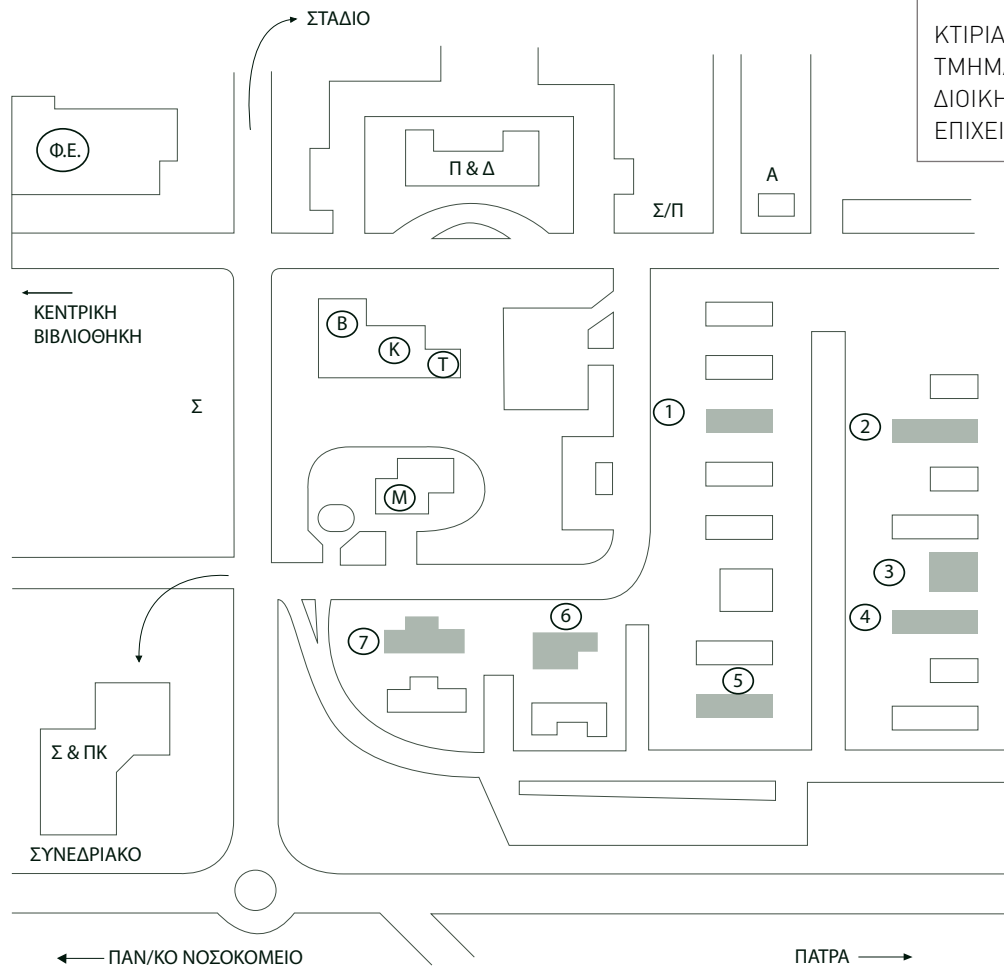 ΣΤΑΔΙΟ
ΚΤΙΡΙΑ
ΤΜΗΜΑ
ΔΙΟΙΚΗ
ΕΠΙΧΕΙ
Φ.Ε.
Π & Δ
Α
Σ/Π
ΚΕΝΤΡΙΚΗ
ΒΙΒΛΙΟΘΗΚΗ
Β
Κ
Τ
Σ
1
2
Μ
3
4
6
7
5
Σ & ΠΚ
ΣΥΝΕΔΡΙΑΚΟ
ΠΑΝ/ΚΟ ΝΟΣΟΚΟΜΕΙΟ
ΠΑΤΡΑ